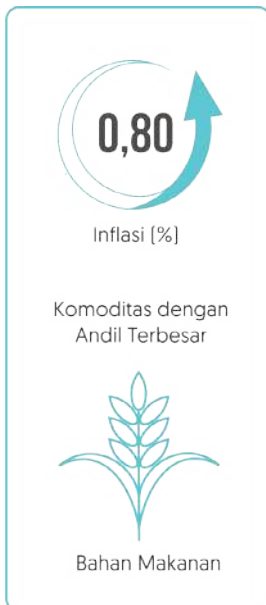 0,80
Inflasi (%)
Komoditas dengan
Andil Terbesar
Bahan Makanan